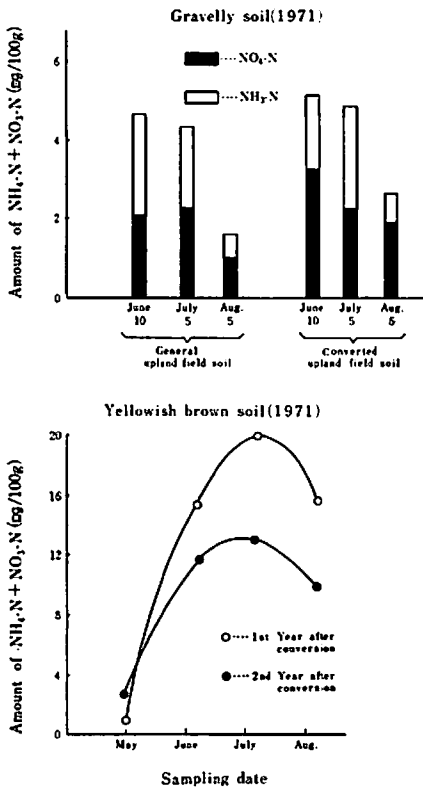 Gravelly soil(1971)
Amount of NH₄-N + NO₃-N (mg/100g)
6
4
2
0
NO₄-N
NH₃-N
June 10
July 5
Aug. 5
June 10
July 5
Aug. 5
General upland field soil
Converted upland field soil
Yellowish brown soil(1971)
Amount of NH₄-N + NO₃-N (mg/100g)
20
16
12
8
4
0
1st Year after conversion
2nd Year after conversion
May
June
July
Aug.
Sampling date